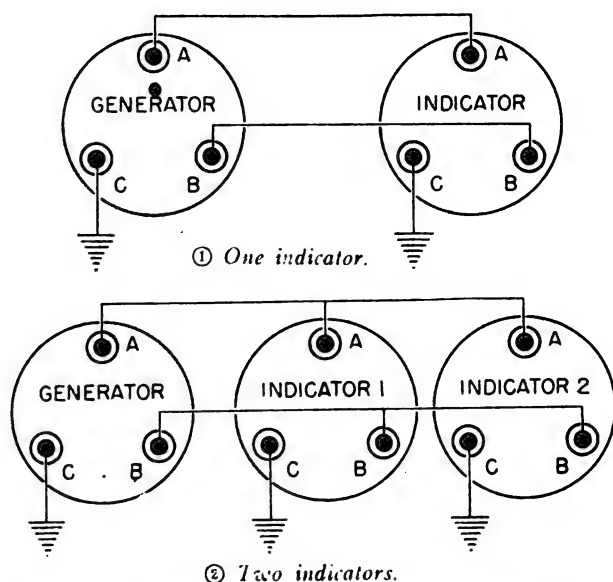 A A
GENERATOR INDICATOR
C B C B
① One indicator.
A A A
GENERATOR INDICATOR 1 INDICATOR 2
C B C B C B
② Two indicators.